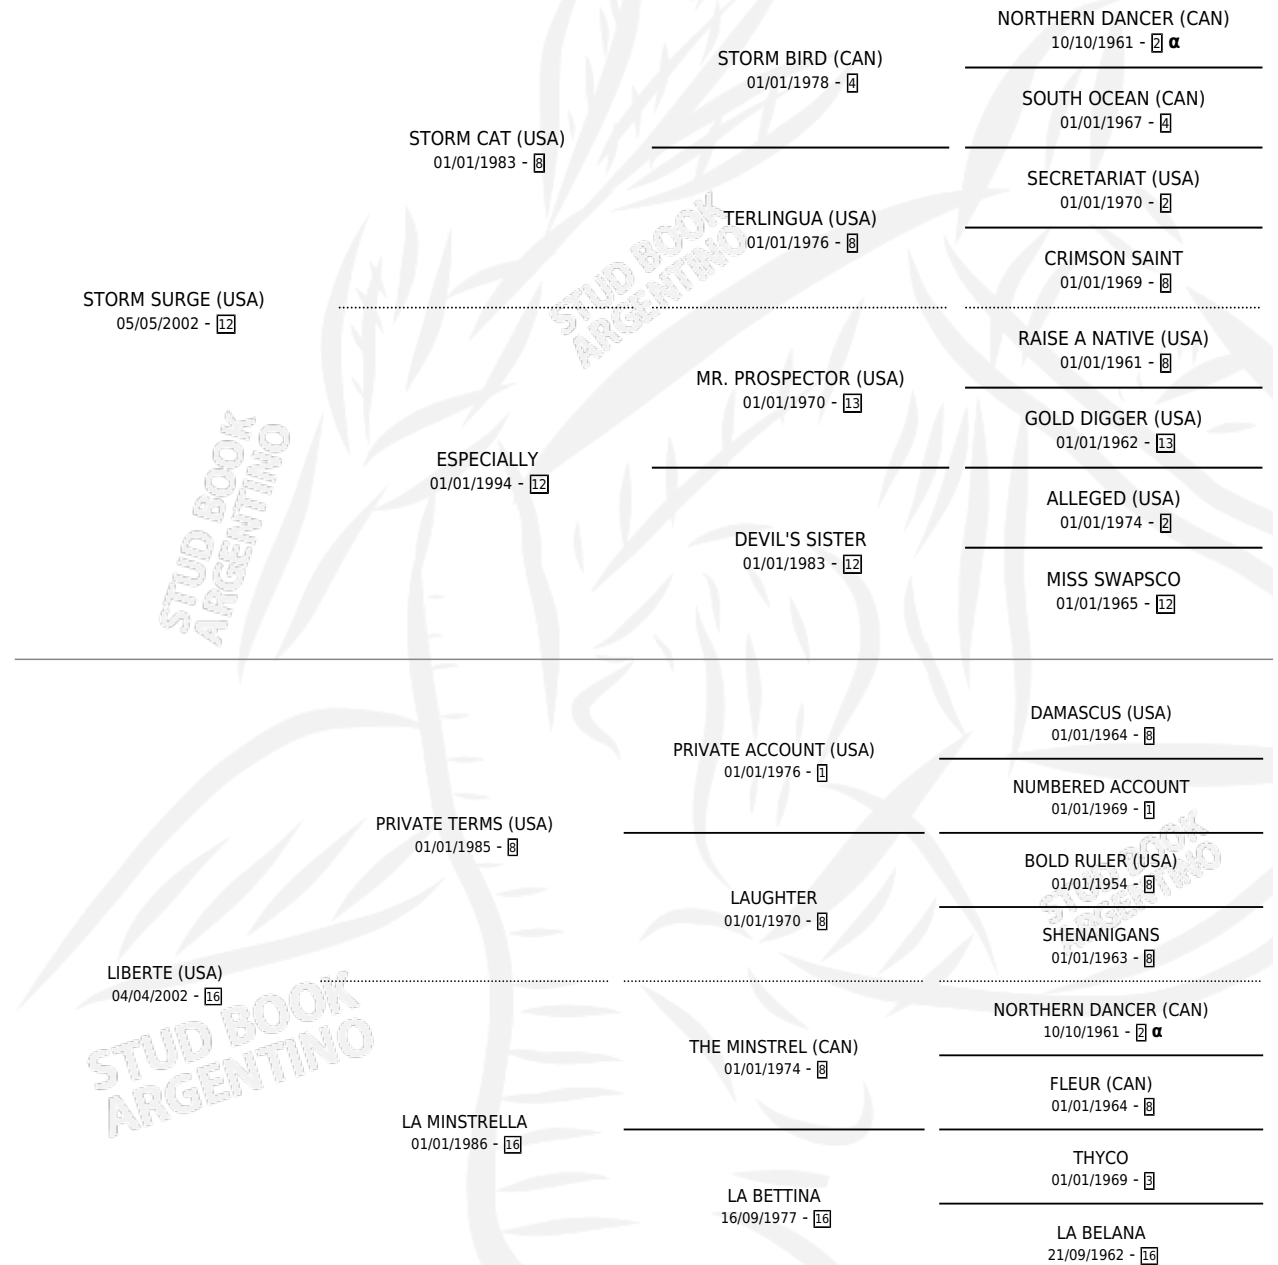 STORM SURGE (USA)
05/05/2002 - 12
STORM CAT (USA)
01/01/1983 - 8
STORM BIRD (CAN)
01/01/1978 - 4
NORTHERN DANCER (CAN)
10/10/1961 - 2 α
SOUTH OCEAN (CAN)
01/01/1967 - 4
TERLINGUA (USA)
01/01/1976 - 8
SECRETARIAT (USA)
01/01/1970 - 2
CRIMSON SAINT
01/01/1969 - 8
ESPECIALLY
01/01/1994 - 12
MR. PROSPECTOR (USA)
01/01/1970 - 13
RAISE A NATIVE (USA)
01/01/1961 - 8
GOLD DIGGER (USA)
01/01/1962 - 13
DEVIL'S SISTER
01/01/1983 - 12
ALLEGED (USA)
01/01/1974 - 2
MISS SWAPSCO
01/01/1965 - 12
LIBERTE (USA)
04/04/2002 - 16
PRIVATE TERMS (USA)
01/01/1985 - 8
PRIVATE ACCOUNT (USA)
01/01/1976 - 1
DAMASCUS (USA)
01/01/1964 - 8
NUMBERED ACCOUNT
01/01/1969 - 1
LAUGHTER
01/01/1970 - 8
BOLD RULER (USA)
01/01/1954 - 8
SHENANIGANS
01/01/1963 - 8
LA MINSTRELLA
01/01/1986 - 16
THE MINSTREL (CAN)
01/01/1974 - 8
NORTHERN DANCER (CAN)
10/10/1961 - 2 α
FLEUR (CAN)
01/01/1964 - 8
LA BETTINA
16/09/1977 - 16
THYCO
01/01/1969 - 3
LA BELANA
21/09/1962 - 16
STUD BOOK
ARGENTINO
STUD BOOK
ARGENTINO
STUD BOOK
ARGENTINO
STUD BOOK
ARGENTINO